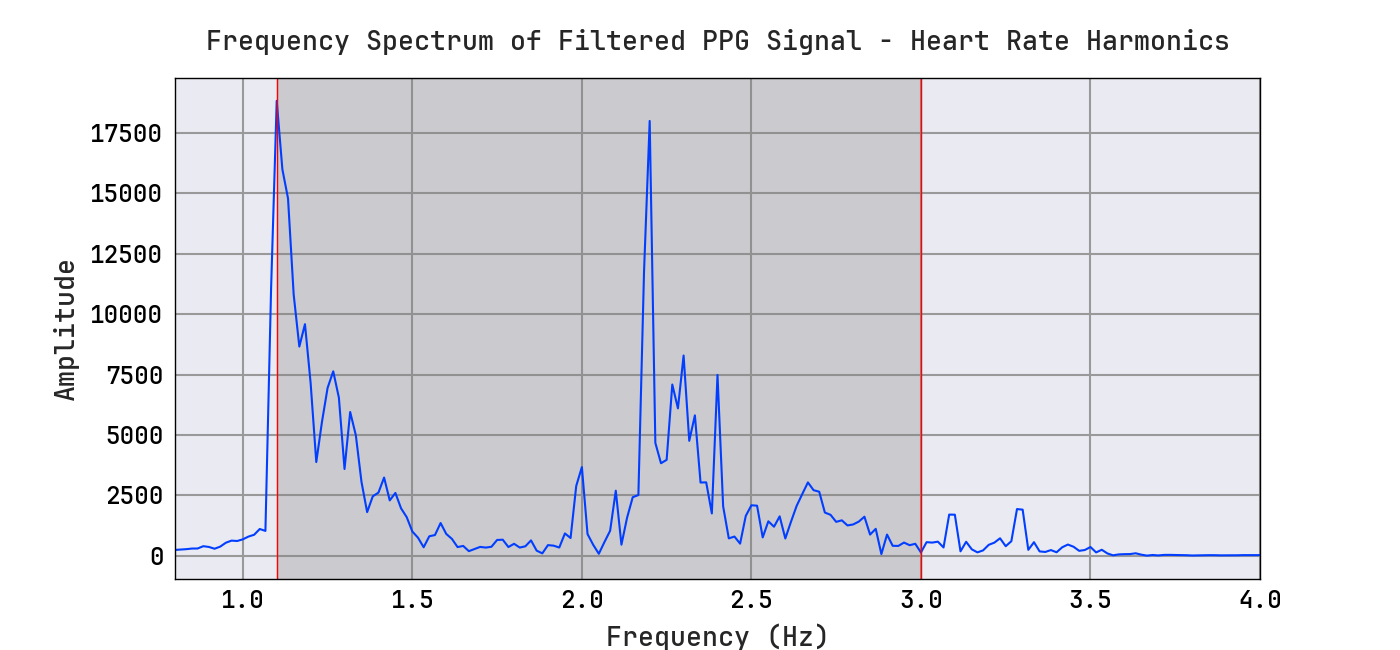 Frequency Spectrum of Filtered PPG Signal - Heart Rate Harmonics
17500
15000
12500
10000
7500
5000
2500
0
Amplitude
1.0 1.5 2.0 2.5 3.0 3.5 4.0
Frequency (Hz)